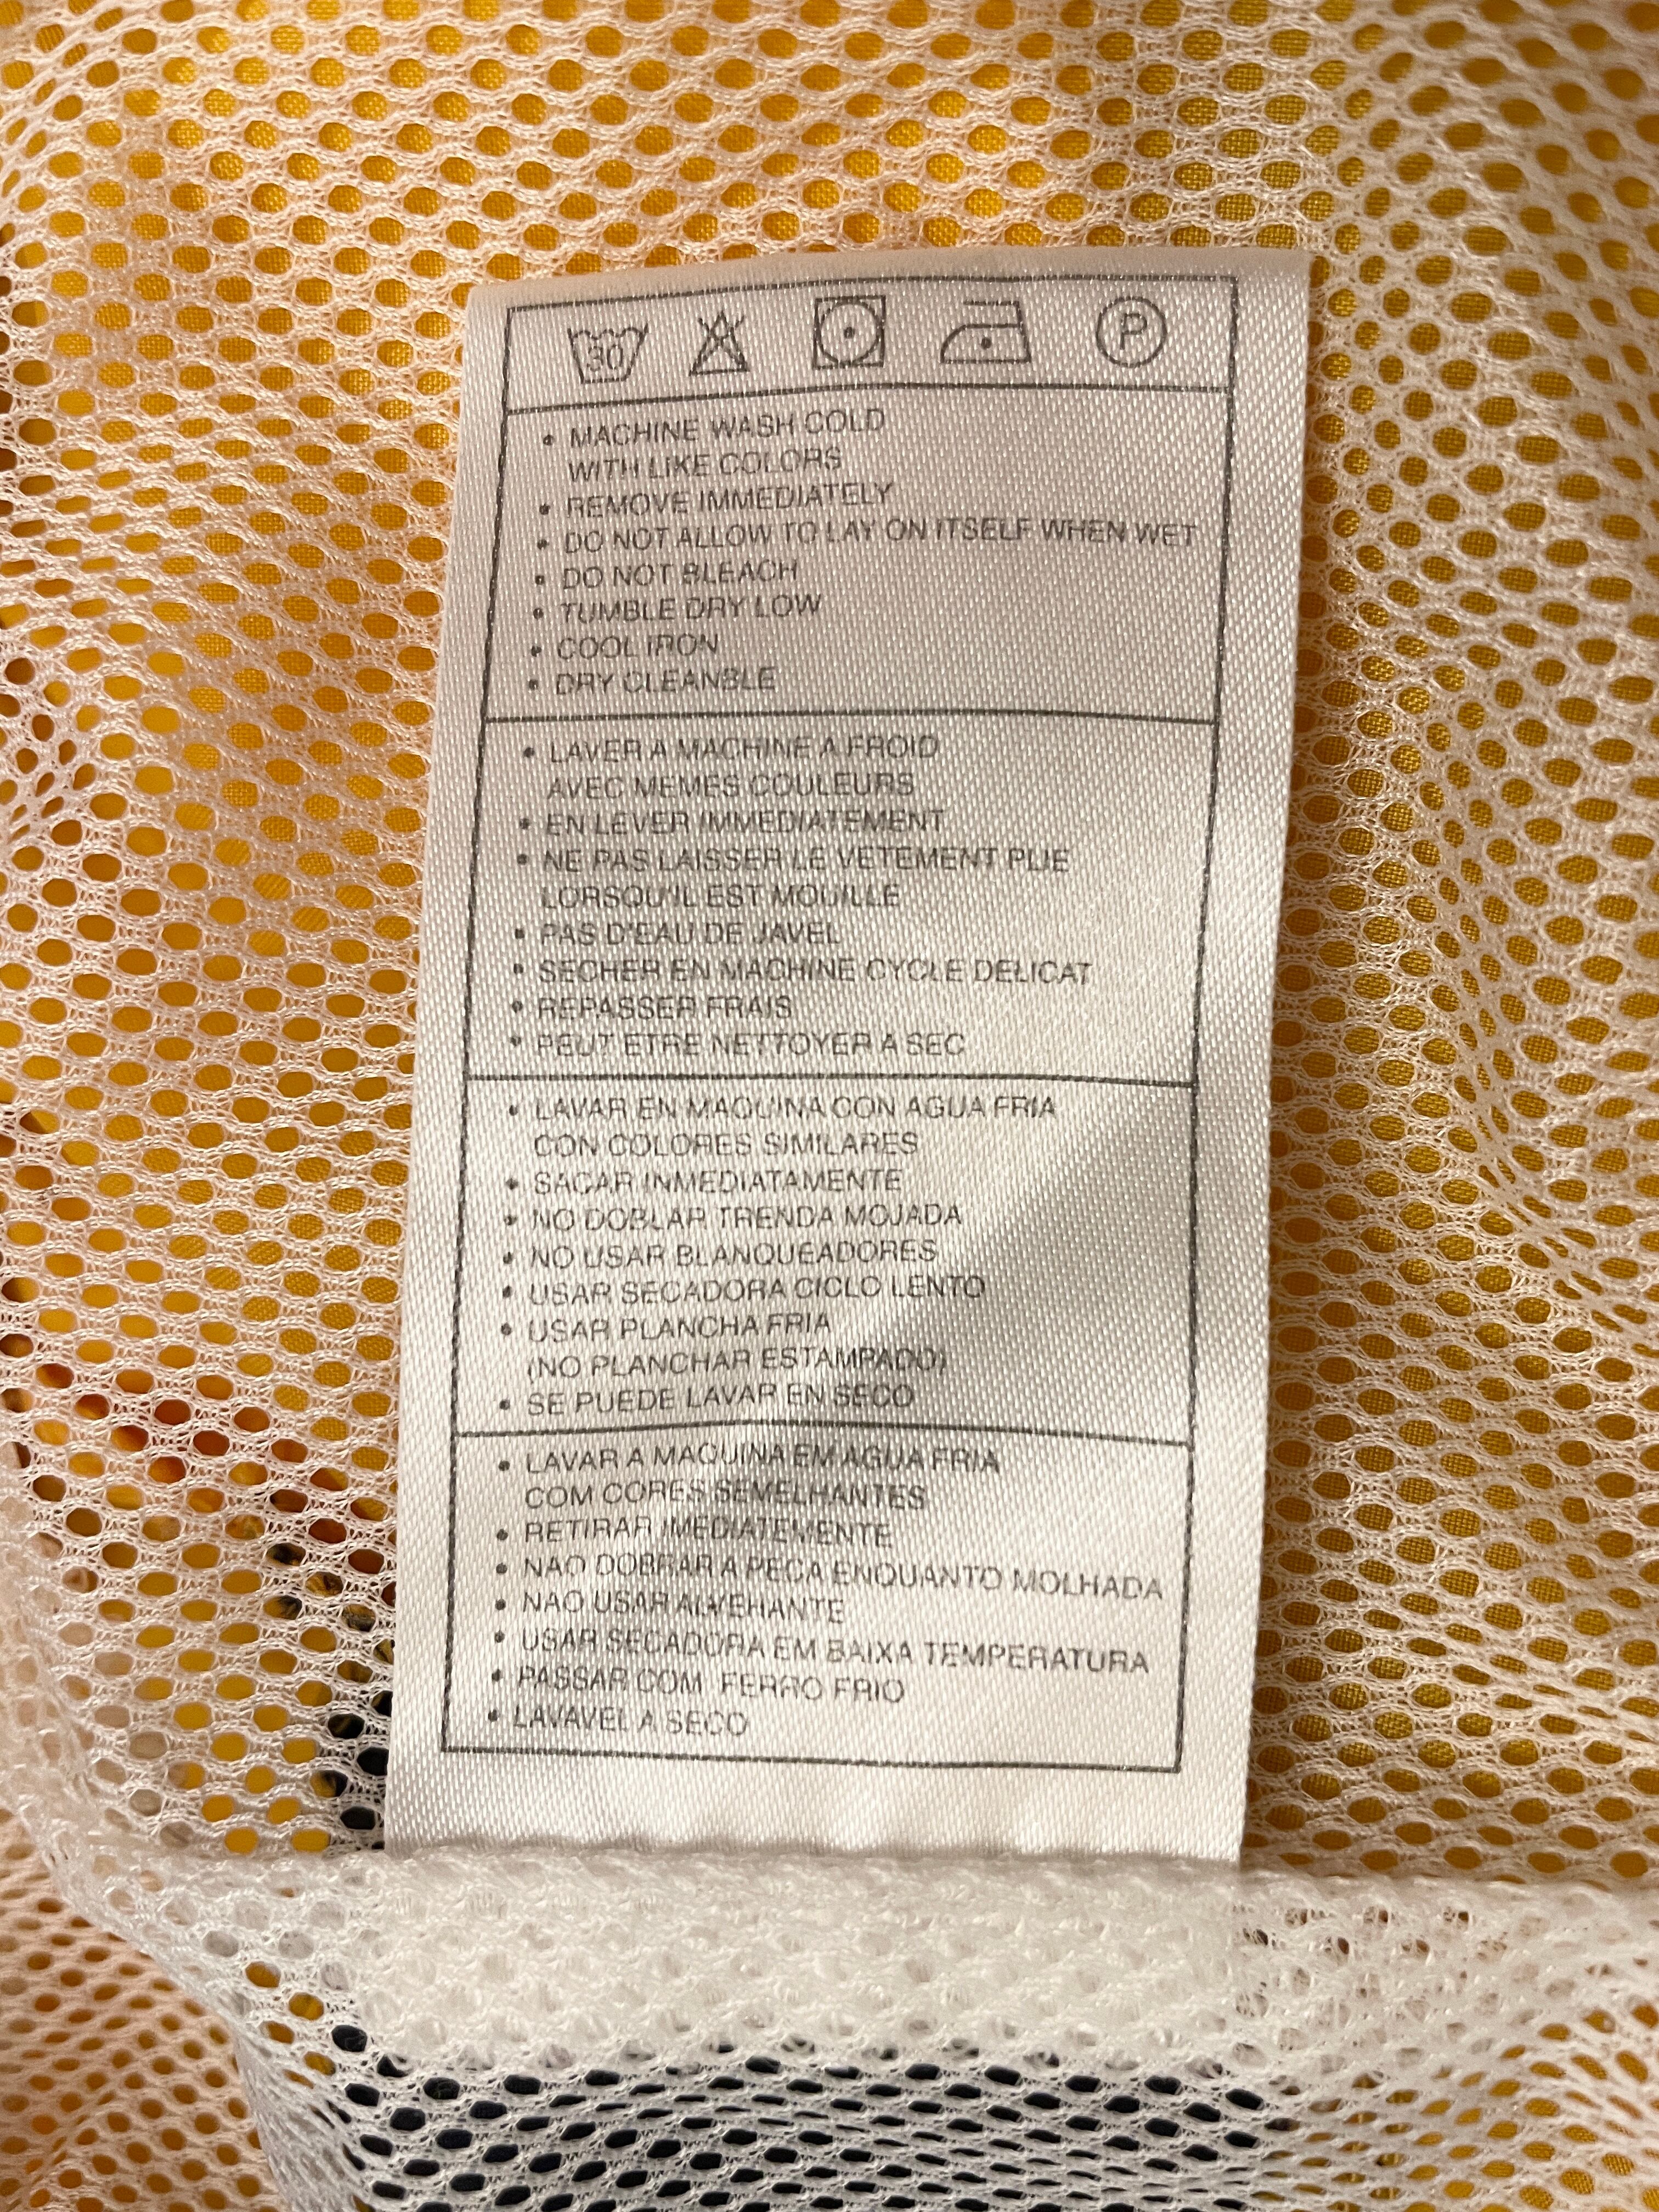 30 P
• MACHINE WASH COLD
WITH LIKE COLORS
• REMOVE IMMEDIATELY
• DO NOT ALLOW TO LAY ON ITSELF WHEN WET
• DO NOT BLEACH
• TUMBLE DRY LOW
• COOL IRON
• DRY CLEANBLE
• LAVER A MACHINE A FROID
AVEC MEMES COULEURS
• EN LEVER IMMEDIATEMENT
• NE PAS LAISSER LE VETEMENT PLIE
LORSQU'IL EST MOUILLE
• PAS D'EAU DE JAVEL
• SECHER EN MACHINE CYCLE DELICAT
• REPASSER FRAIS
• PEUT ETRE NETTOYER A SEC
• LAVAR EN MAQUINA CON AGUA FRIA
CON COLORES SIMILARES
• SACAR INMEDIATAMENTE
• NO DOBLAR TRENDA MOJADA
• NO USAR BLANQUEADORES
• USAR SECADORA CICLO LENTO
• USAR PLANCHA FRIA
(NO PLANCHAR ESTAMPADO)
• SE PUEDE LAVAR EN SECO
• LAVAR A MAQUINA EM AGUA FRIA
COM CORES SEMELHANTES
• RETIRAR IMEDIATEMENTE
• NAO DOBRAR A PECA ENQUANTO MOLHADA
• NAO USAR ALVEHANTE
• USAR SECADORA EM BAIXA TEMPERATURA
• PASSAR COM FERRO FRIO
• LAVAVEL A SECO